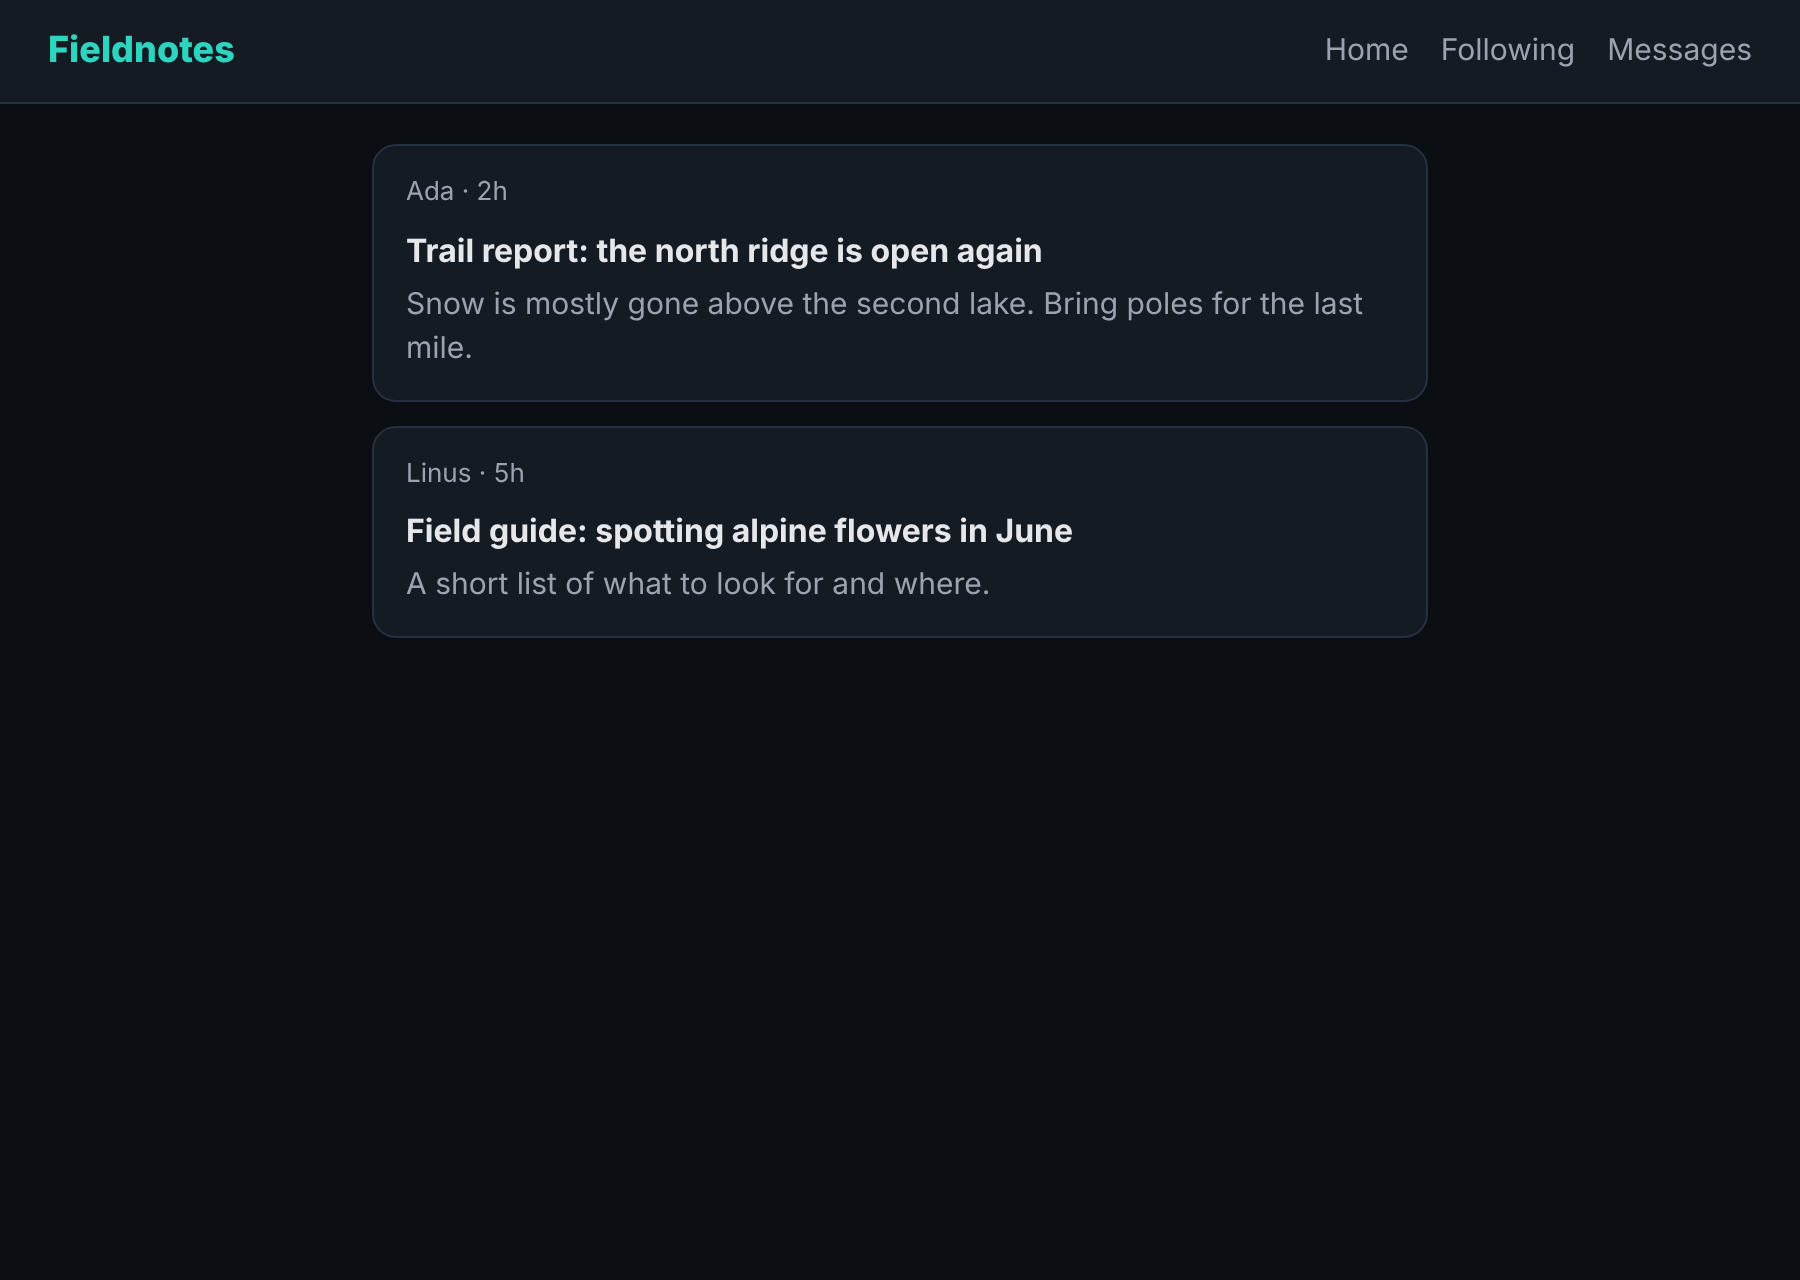 Fieldnotes
Home Following Messages
Ada · 2h
Trail report: the north ridge is open again
Snow is mostly gone above the second lake. Bring poles for the last
mile.
Linus · 5h
Field guide: spotting alpine flowers in June
A short list of what to look for and where.